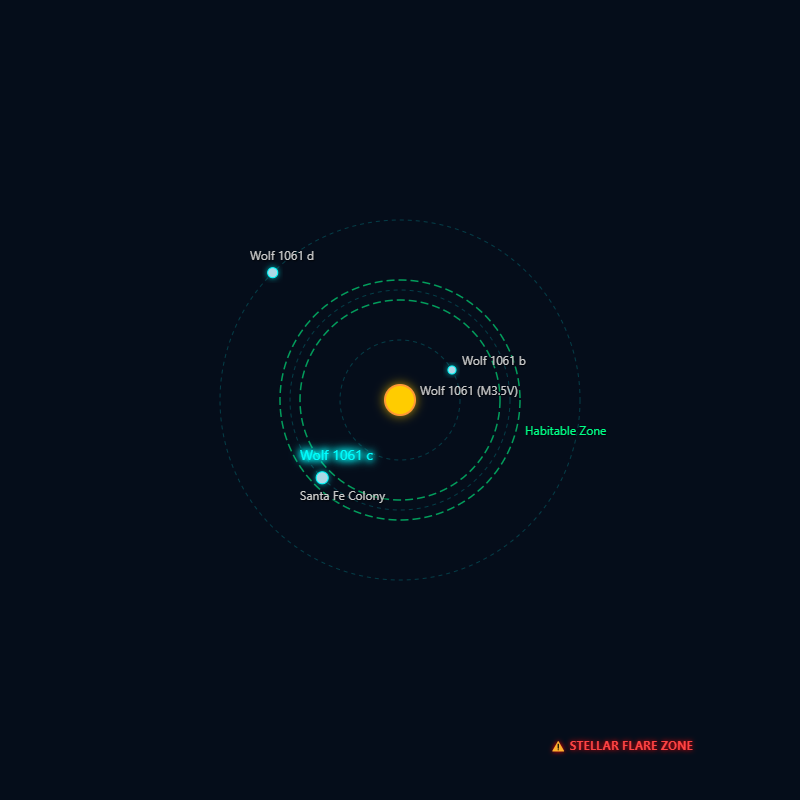 Wolf 1061 d
Wolf 1061 b
Wolf 1061 (M3.5V)
Habitable Zone
Wolf 1061 c
Santa Fe Colony
⚠ STELLAR FLARE ZONE